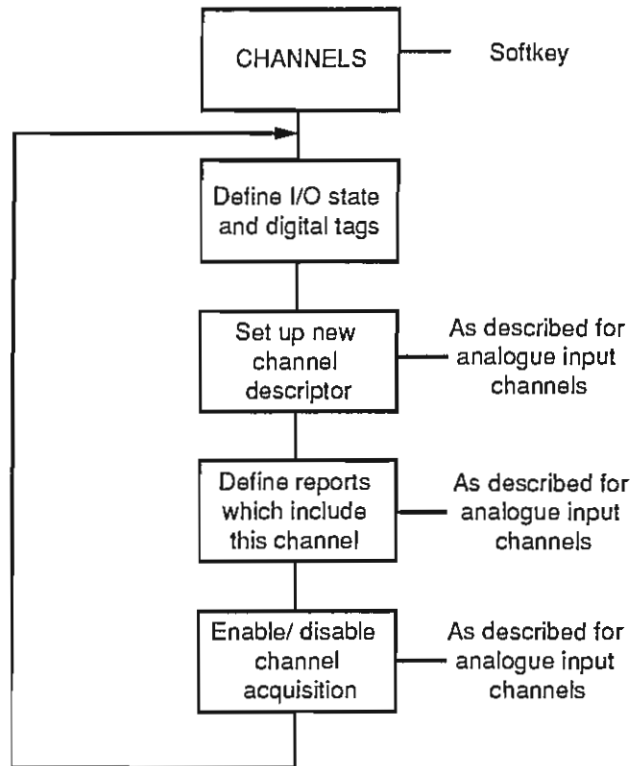 CHANNELS
Softkey
Define I/O state
and digital tags
Set up new
channel
descriptor
As described for
analogue input
channels
Define reports
which include
this channel
As described for
analogue input
channels
Enable/ disable
channel
acquisition
As described for
analogue input
channels